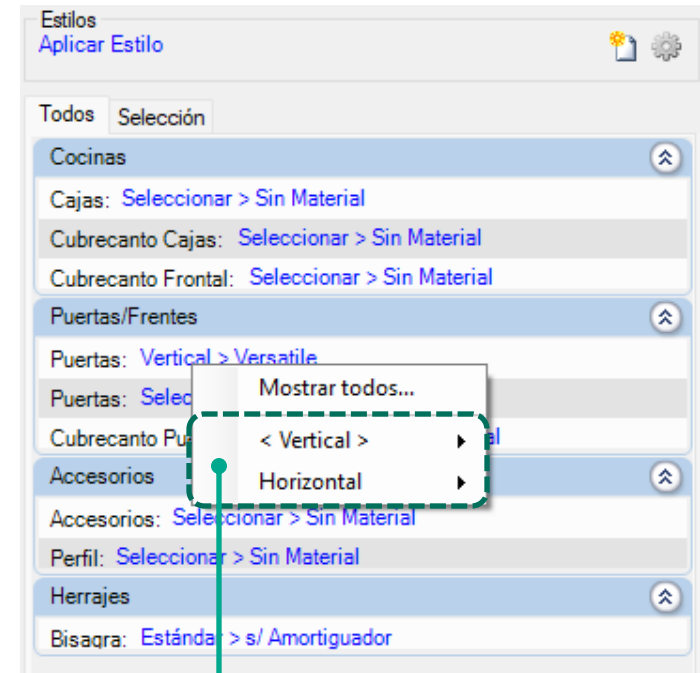 Estilos
Aplicar Estilo
Todos Selección
Cocinas
Cajas: Seleccionar > Sin Material
Cubrecanto Cajas: Seleccionar > Sin Material
Cubrecanto Frontal: Seleccionar > Sin Material
Puertas/Frentes
Puertas: Vertical > Versatile
Mostrar todos...
Puertas: Selec
< Vertical >
Cubrecanto Pu al
Horizontal
Accesorios
Accesorios: Seleccionar > Sin Material
Perfil: Seleccionar > Sin Material
Herrajes
Bisagra: Estándar > s/ Amortiguador